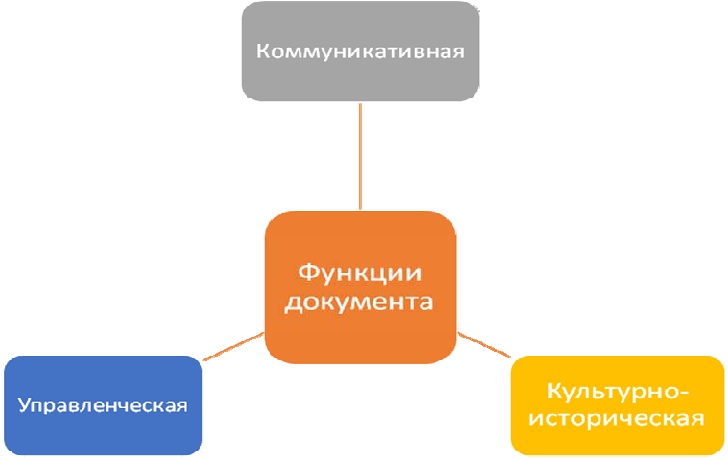 Коммуникативная
Функции
документа
Управленческая
Культурно-
историческая